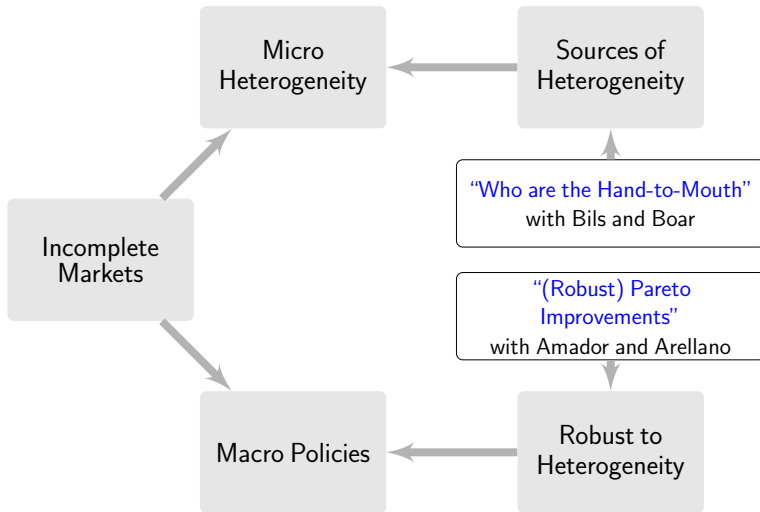 Micro
Heterogeneity
Sources of
Heterogeneity
“Who are the Hand-to-Mouth”
with Bils and Boar
Incomplete
Markets
“(Robust) Pareto
Improvements”
with Amador and Arellano
Macro Policies
Robust to
Heterogeneity